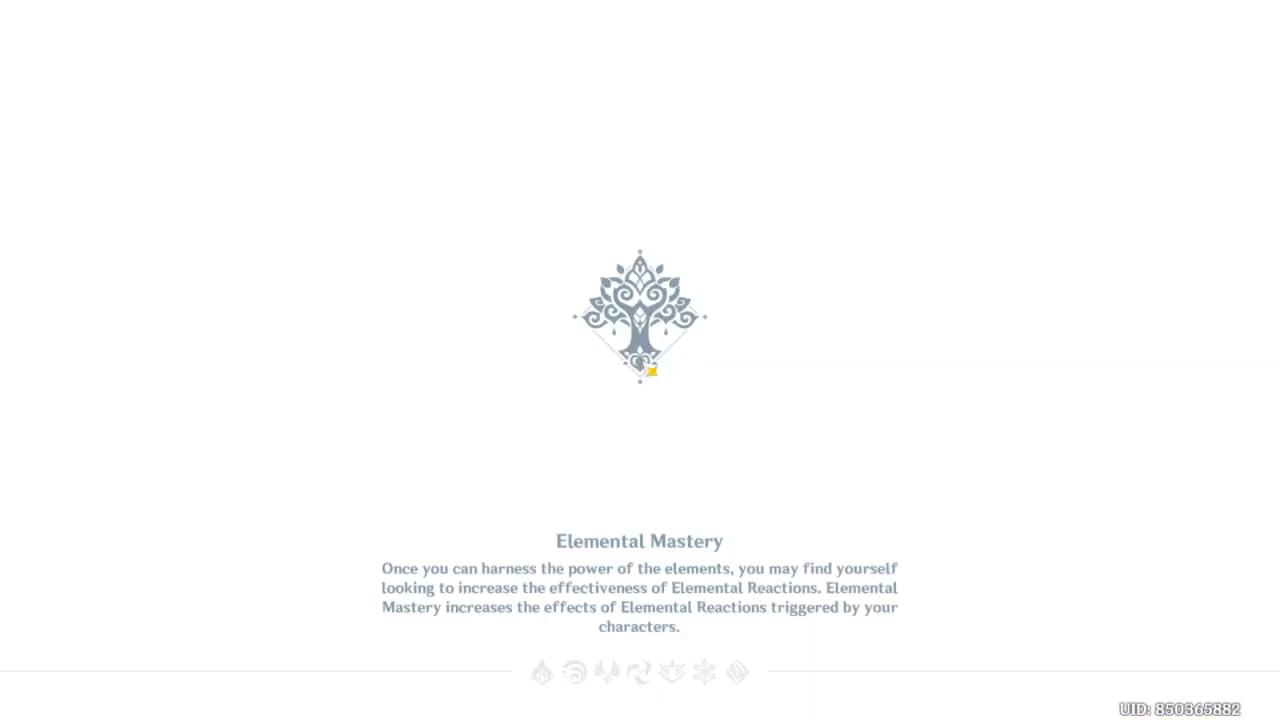 Elemental Mastery
Once you can harness the power of the elements, you may find yourself
looking to increase the effectiveness of Elemental Reactions. Elemental
Mastery increases the effects of Elemental Reactions triggered by your
characters.
UID: 850365882